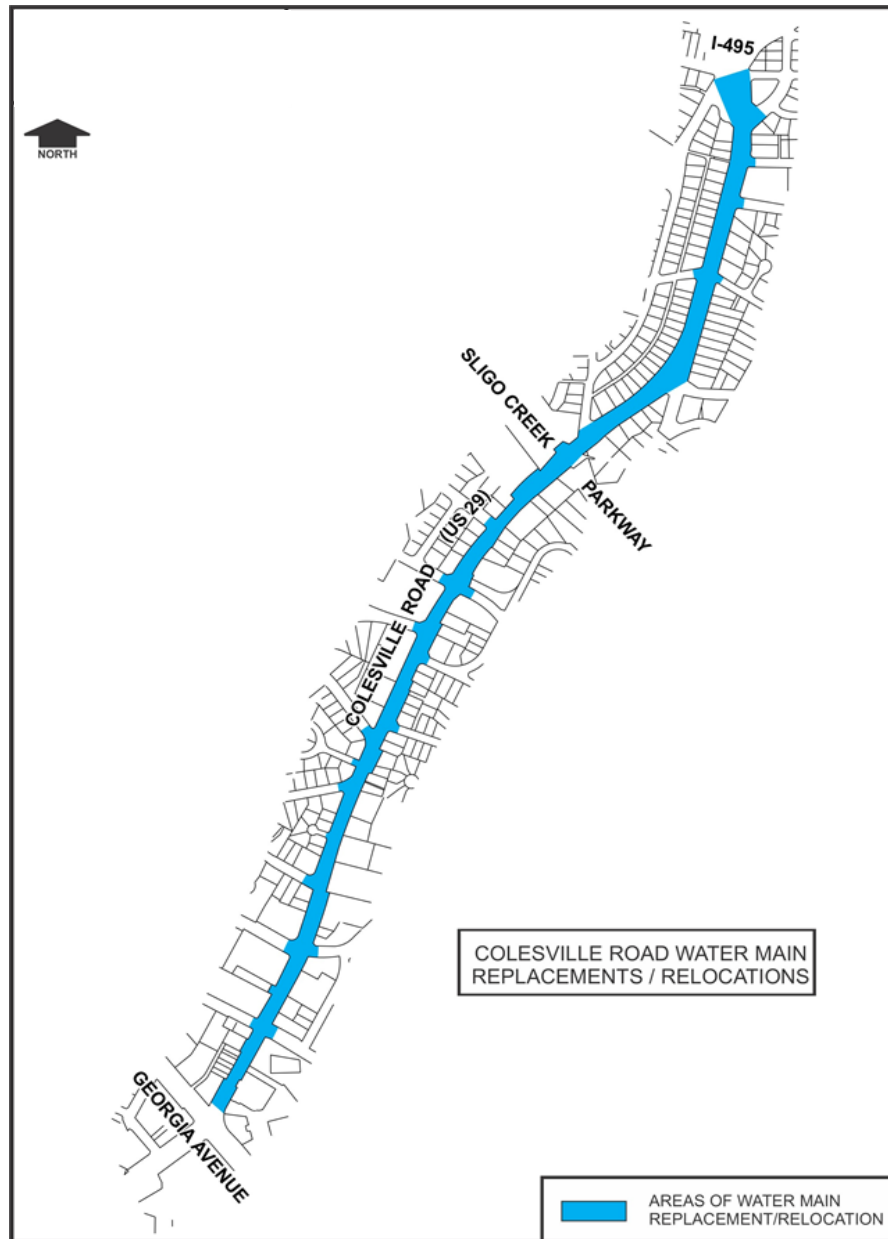 I-495
NORTH
SLIGO CREEK
PARKWAY
COLESVILLE ROAD (US 29)
COLESVILLE ROAD WATER MAIN
REPLACEMENTS / RELOCATIONS
GEORGIA AVENUE
AREAS OF WATER MAIN
REPLACEMENT/RELOCATION